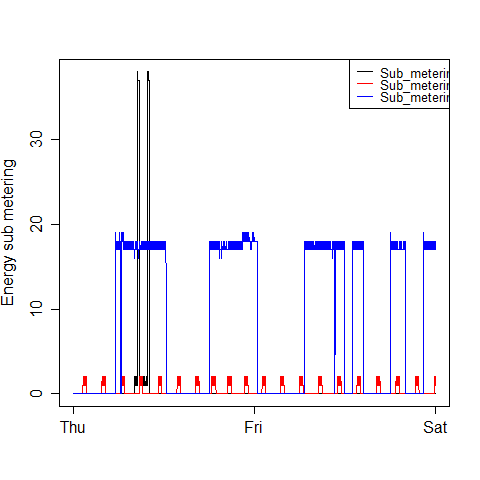 Sub_meterin
Sub_meterin
Sub_meterin
Energy sub metering
30
20
10
0
Thu Fri Sat